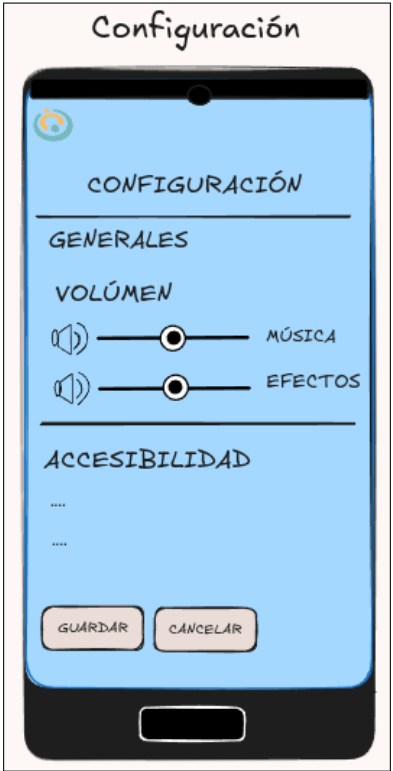 Configuración
CONFIGURACIÓN
GENERALES
VOLÚMEN
MÚSICA
EFECTOS
ACCESIBILIDAD
....
....
GUARDAR CANCELAR